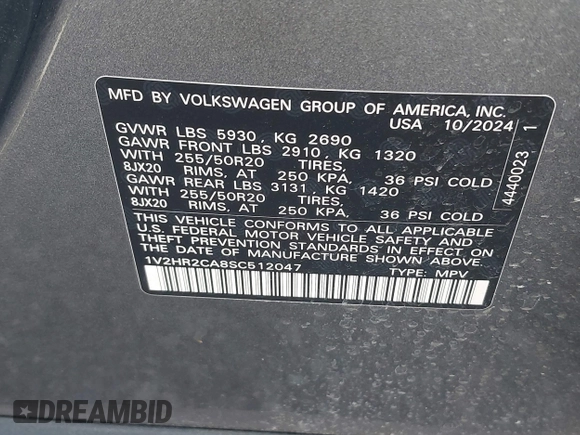 MFD BY VOLKSWAGEN GROUP OF AMERICA, INC.
USA 10/2024
GVWR LBS 5930, KG 2690
GAWR FRONT LBS 2910, KG 1320
WITH 255/50R20 TIRES,
8JX20 RIMS, AT 250 KPA, 36 PSI COLD
GAWR REAR LBS 3131, KG 1420
WITH 255/50R20 TIRES,
8JX20 RIMS, AT 250 KPA, 36 PSI COLD
THIS VEHICLE CONFORMS TO ALL APPLICABLE
U.S. FEDERAL MOTOR VEHICLE SAFETY AND
THEFT PREVENTION STANDARDS IN EFFECT ON
THE DATE OF MANUFACTURE SHOWN ABOVE.
1V2HR2CA8SC512047 TYPE: MPV
4440023 1
DREAMBID